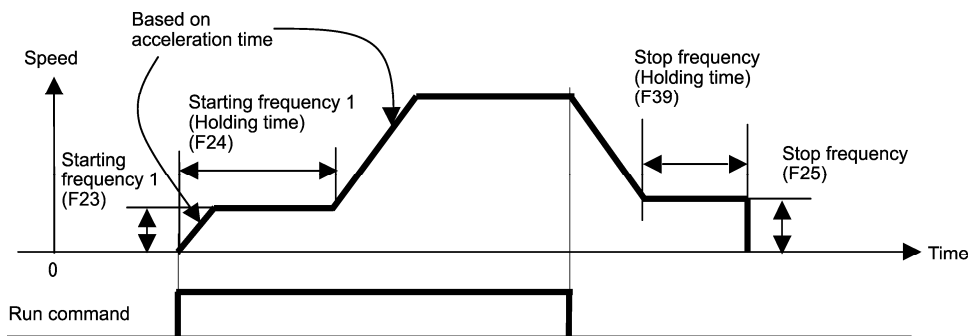 Based on
acceleration time
Speed
Starting frequency 1
(Holding time)
(F24)
Stop frequency
(Holding time)
(F39)
Starting
frequency 1
(F23)
Stop frequency
(F25)
0
Time
Run command